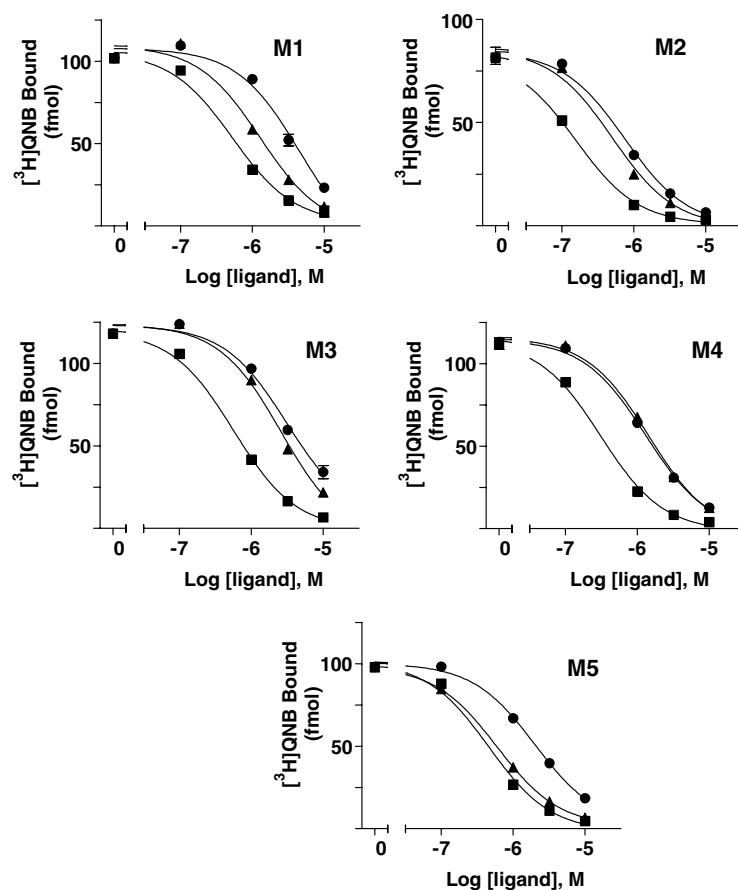 M1
[³H]QNB Bound
(fmol)
100
50
0 -7 -6 -5
Log [ligand], M
M2
[³H]QNB Bound
(fmol)
100
50
0 -7 -6 -5
Log [ligand], M
M3
[³H]QNB Bound
(fmol)
100
50
0 -7 -6 -5
Log [ligand], M
M4
[³H]QNB Bound
(fmol)
100
50
0 -7 -6 -5
Log [ligand], M
M5
[³H]QNB Bound
(fmol)
100
50
0 -7 -6 -5
Log [ligand], M